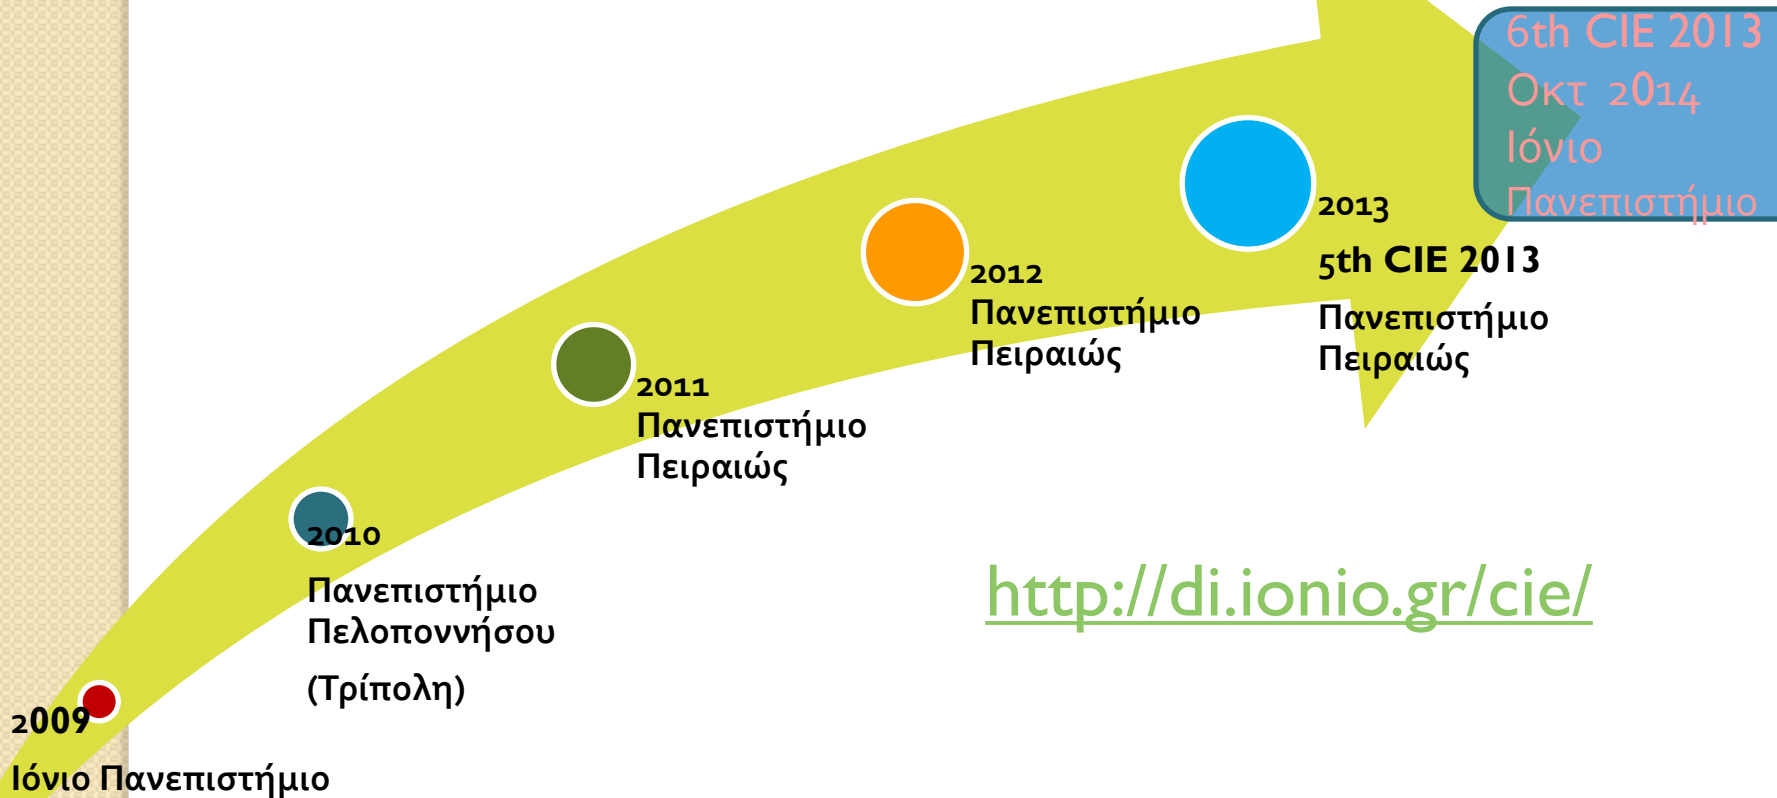 6th CIE 2013
Οκτ 2014
Ιόνιο
Πανεπιστήμιο
2013
5th CIE 2013
Πανεπιστήμιο
Πειραιώς
2012
Πανεπιστήμιο
Πειραιώς
2011
Πανεπιστήμιο
Πειραιώς
2010
Πανεπιστήμιο
Πελοποννήσου
(Τρίπολη)
2009
Ιόνιο Πανεπιστήμιο
http://di.ionio.gr/cie/